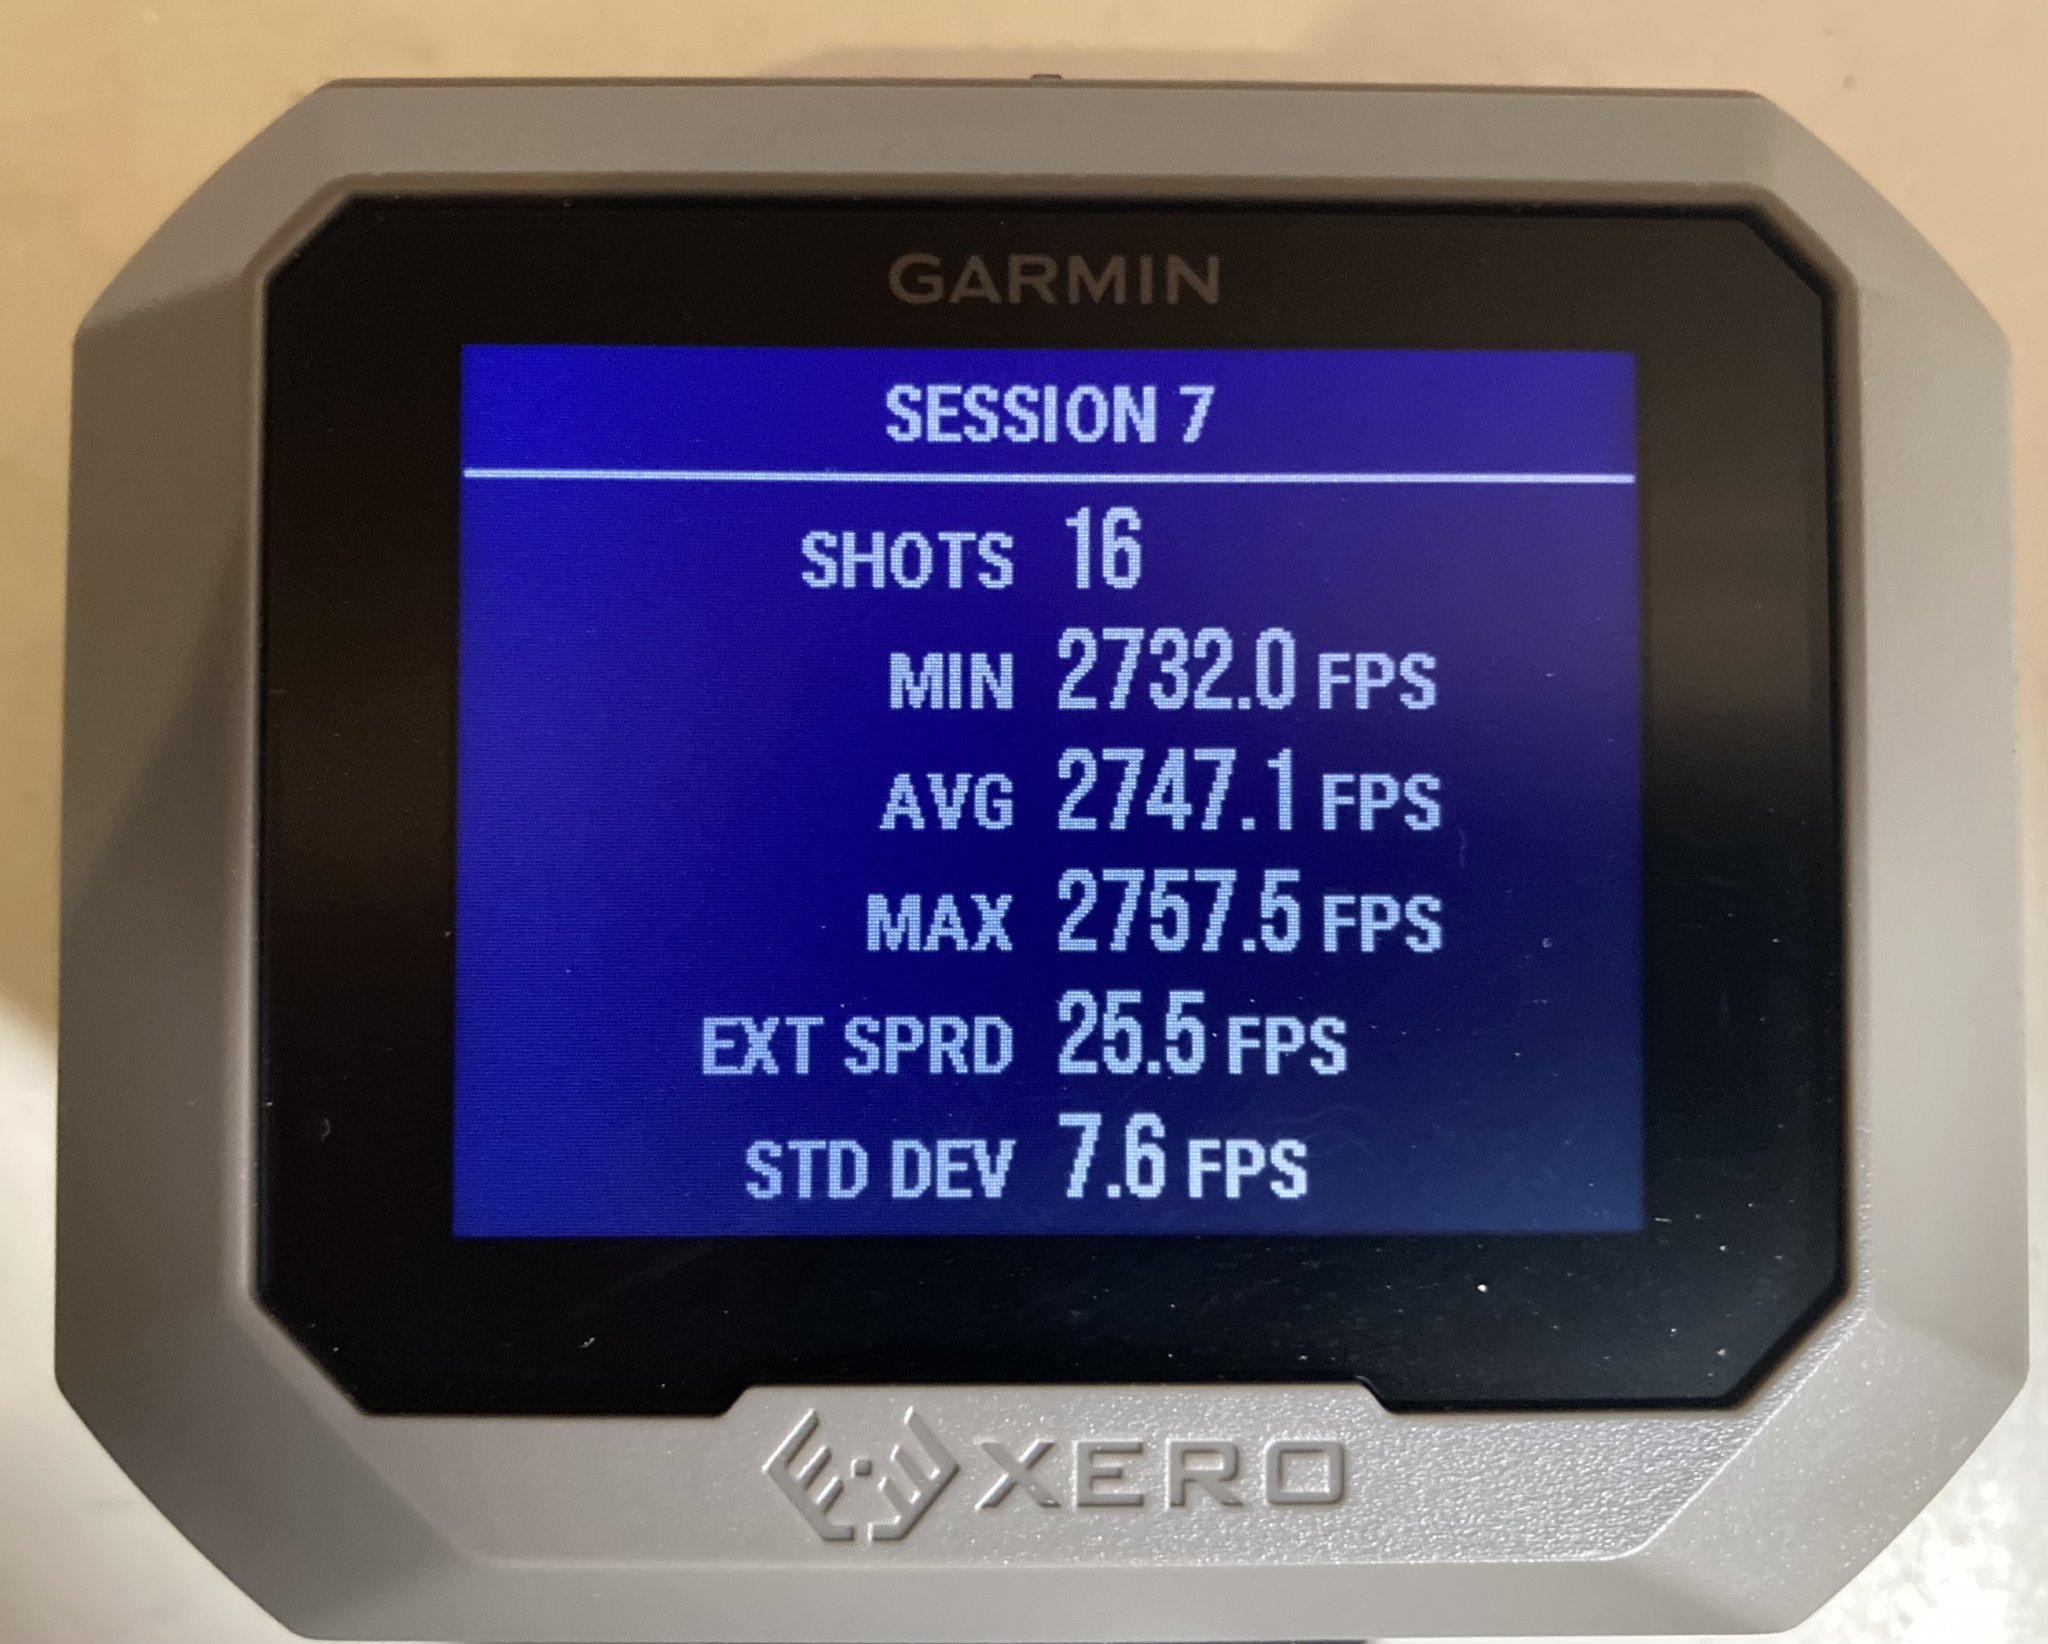 GARMIN
SESSION 7
SHOTS 16
MIN 2732.0 FPS
AVG 2747.1 FPS
MAX 2757.5 FPS
EXT SPRD 25.5 FPS
STD DEV 7.6 FPS
XERO